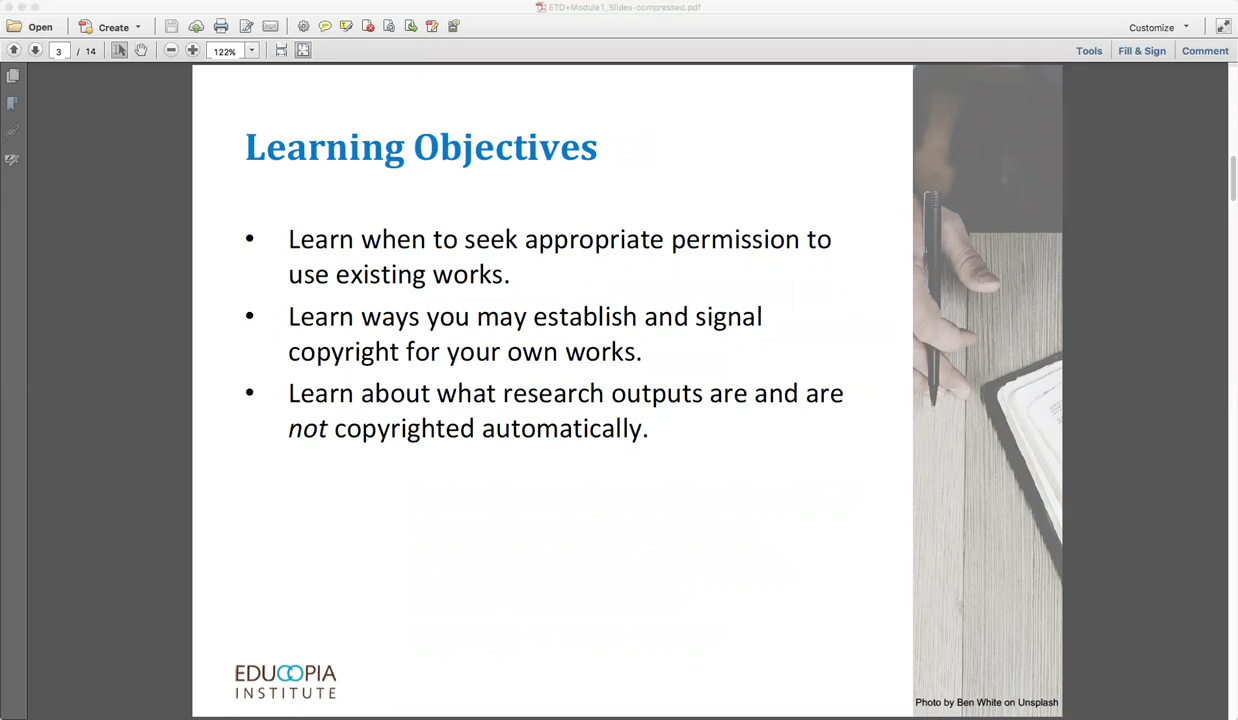 ETD+Module1_Slides-compressed.pdf
Open
Create
Customize
3 / 14
122%
Tools
Fill & Sign
Comment
Learning Objectives
• Learn when to seek appropriate permission to
use existing works.
• Learn ways you may establish and signal
copyright for your own works.
• Learn about what research outputs are and are
not copyrighted automatically.
EDUCOPIA
INSTITUTE
Photo by Ben White on Unsplash